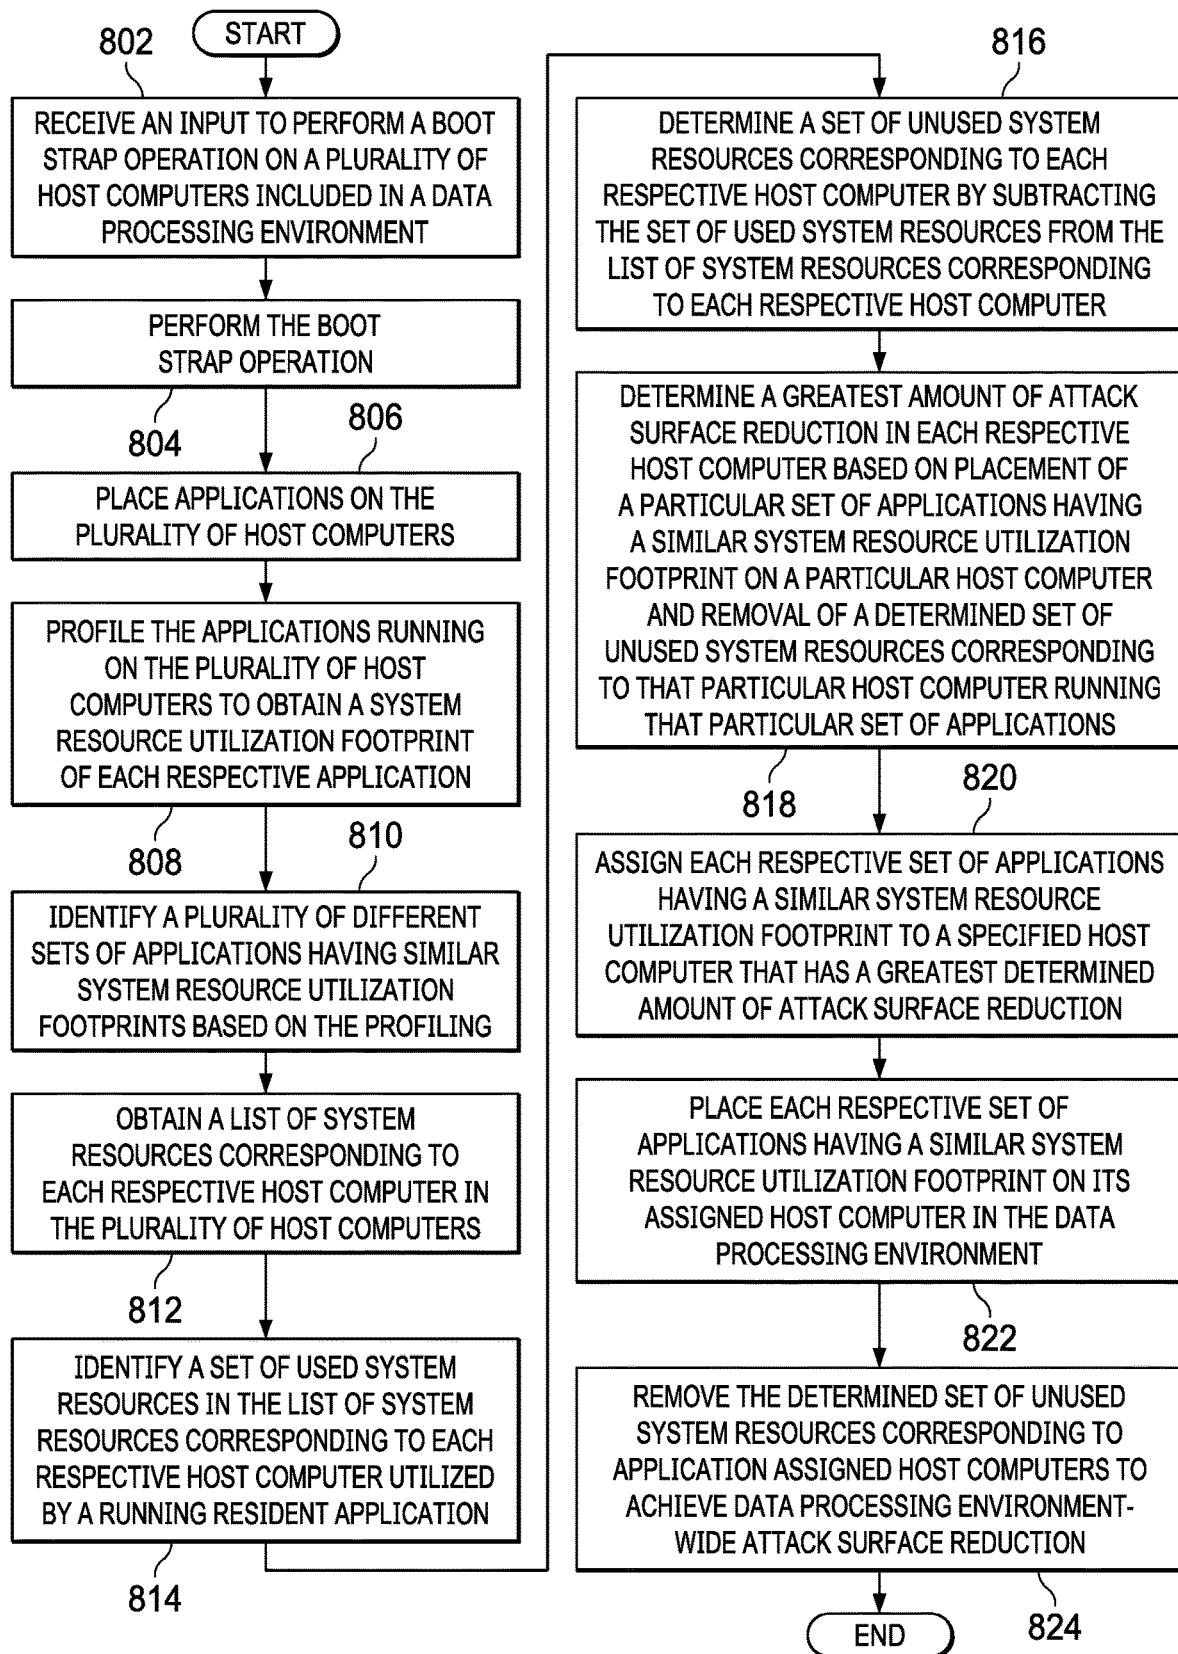 START
802
RECEIVE AN INPUT TO PERFORM A BOOT
STRAP OPERATION ON A PLURALITY OF
HOST COMPUTERS INCLUDED IN A DATA
PROCESSING ENVIRONMENT
PERFORM THE BOOT
STRAP OPERATION
804
806
PLACE APPLICATIONS ON THE
PLURALITY OF HOST COMPUTERS
PROFILE THE APPLICATIONS RUNNING
ON THE PLURALITY OF HOST
COMPUTERS TO OBTAIN A SYSTEM
RESOURCE UTILIZATION FOOTPRINT
OF EACH RESPECTIVE APPLICATION
808
810
IDENTIFY A PLURALITY OF DIFFERENT
SETS OF APPLICATIONS HAVING SIMILAR
SYSTEM RESOURCE UTILIZATION
FOOTPRINTS BASED ON THE PROFILING
OBTAIN A LIST OF SYSTEM
RESOURCES CORRESPONDING TO
EACH RESPECTIVE HOST COMPUTER IN
THE PLURALITY OF HOST COMPUTERS
812
IDENTIFY A SET OF USED SYSTEM
RESOURCES IN THE LIST OF SYSTEM
RESOURCES CORRESPONDING TO EACH
RESPECTIVE HOST COMPUTER UTILIZED
BY A RUNNING RESIDENT APPLICATION
814
816
DETERMINE A SET OF UNUSED SYSTEM
RESOURCES CORRESPONDING TO EACH
RESPECTIVE HOST COMPUTER BY SUBTRACTING
THE SET OF USED SYSTEM RESOURCES FROM THE
LIST OF SYSTEM RESOURCES CORRESPONDING
TO EACH RESPECTIVE HOST COMPUTER
DETERMINE A GREATEST AMOUNT OF ATTACK
SURFACE REDUCTION IN EACH RESPECTIVE
HOST COMPUTER BASED ON PLACEMENT OF
A PARTICULAR SET OF APPLICATIONS HAVING
A SIMILAR SYSTEM RESOURCE UTILIZATION
FOOTPRINT ON A PARTICULAR HOST COMPUTER
AND REMOVAL OF A DETERMINED SET OF
UNUSED SYSTEM RESOURCES CORRESPONDING
TO THAT PARTICULAR HOST COMPUTER RUNNING
THAT PARTICULAR SET OF APPLICATIONS
818
820
ASSIGN EACH RESPECTIVE SET OF APPLICATIONS
HAVING A SIMILAR SYSTEM RESOURCE
UTILIZATION FOOTPRINT TO A SPECIFIED HOST
COMPUTER THAT HAS A GREATEST DETERMINED
AMOUNT OF ATTACK SURFACE REDUCTION
PLACE EACH RESPECTIVE SET OF
APPLICATIONS HAVING A SIMILAR SYSTEM
RESOURCE UTILIZATION FOOTPRINT ON ITS
ASSIGNED HOST COMPUTER IN THE DATA
PROCESSING ENVIRONMENT
822
REMOVE THE DETERMINED SET OF UNUSED
SYSTEM RESOURCES CORRESPONDING TO
APPLICATION ASSIGNED HOST COMPUTERS TO
ACHIEVE DATA PROCESSING ENVIRONMENT-
WIDE ATTACK SURFACE REDUCTION
824
END